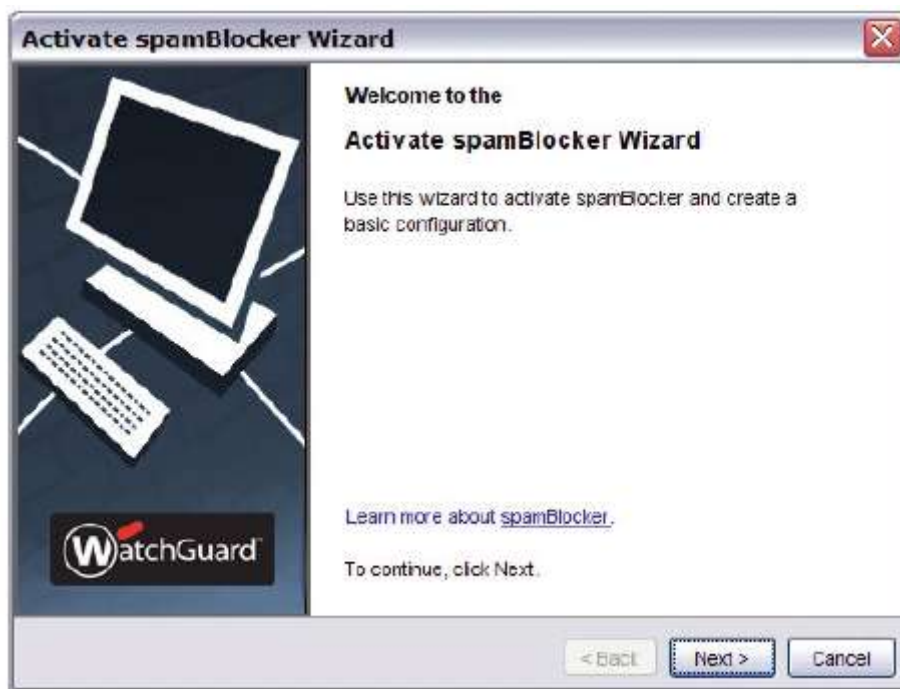 Activate spamBlocker Wizard
Welcome to the
Activate spamBlocker Wizard
Use this wizard to activate spamBlocker and create a
basic configuration.
Learn more about spamBlocker.
WatchGuard
To continue, click Next.
< Back
Next >
Cancel